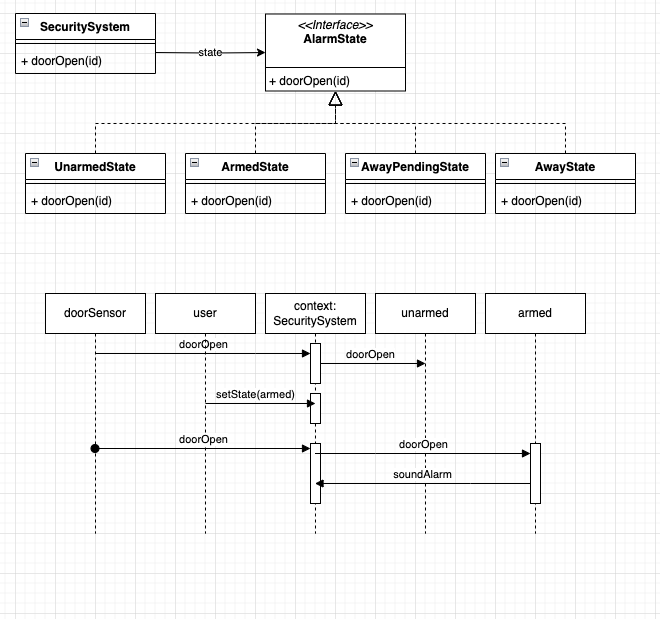 SecuritySystem
+ doorOpen(id)
state
<<Interface>>
AlarmState
+ doorOpen(id)
UnarmedState
+ doorOpen(id)
ArmedState
+ doorOpen(id)
AwayPendingState
+ doorOpen(id)
AwayState
+ doorOpen(id)
doorSensor
user
context:
SecuritySystem
unarmed
armed
doorOpen
doorOpen
setState(armed)
doorOpen
doorOpen
soundAlarm